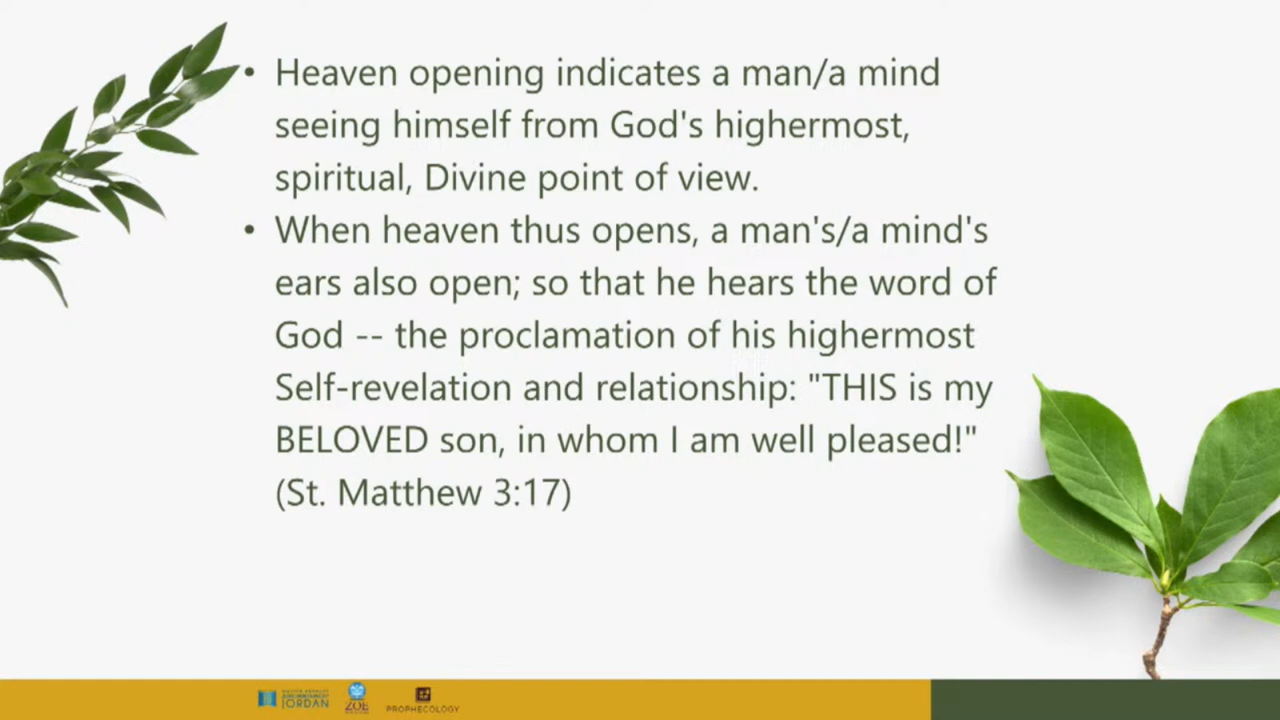 • Heaven opening indicates a man/a mind
seeing himself from God's highermost,
spiritual, Divine point of view.
• When heaven thus opens, a man's/a mind's
ears also open; so that he hears the word of
God -- the proclamation of his highermost
Self-revelation and relationship: "THIS is my
BELOVED son, in whom I am well pleased!"
(St. Matthew 3:17)
JORDAN
ZOE
PROPHECOLOGY